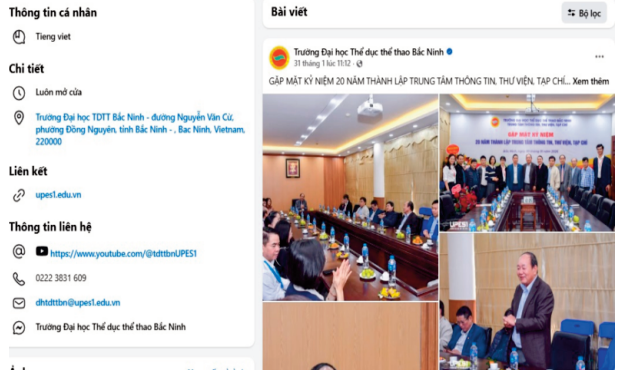 Thông tin cá nhân
Tieng viet
Chi tiết
Luôn mở cửa
Trường Đại học TDTT Bắc Ninh - đường Nguyễn Văn Cừ,
phường Đồng Nguyên, tỉnh Bắc Ninh - , Bac Ninh, Vietnam,
220000
Liên kết
upes1.edu.vn
Thông tin liên hệ
https://www.youtube.com/@tdttbnUPES1
0222 3831 609
dhtdttbn@upes1.edu.vn
Trường Đại học Thể dục thể thao Bắc Ninh
Bài viết
Bộ lọc
Trường Đại học Thể dục thể thao Bắc Ninh
31 tháng 1 lúc 11:12
GẶP MẶT KỶ NIỆM 20 NĂM THÀNH LẬP TRUNG TÂM THÔNG TIN, THƯ VIỆN, TẠP CHÍ... Xem thêm
GẶP MẶT KỶ NIỆM
20 NĂM THÀNH LẬP TRUNG TÂM THÔNG TIN, THƯ VIỆN, TẠP CHÍ
UPES1